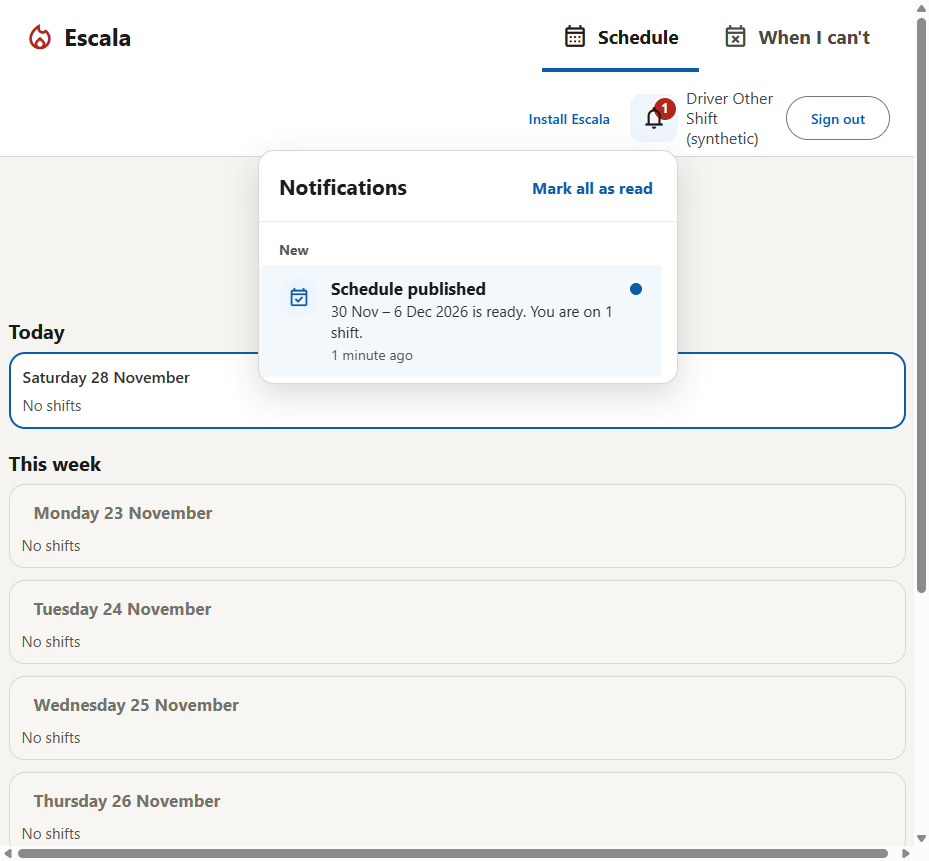 Escala
Schedule
When I can't
Install Escala
1
Driver Other
Shift
(synthetic)
Sign out
Notifications
Mark all as read
New
Schedule published
30 Nov – 6 Dec 2026 is ready. You are on 1
shift.
1 minute ago
Today
Saturday 28 November
No shifts
This week
Monday 23 November
No shifts
Tuesday 24 November
No shifts
Wednesday 25 November
No shifts
Thursday 26 November
No shifts